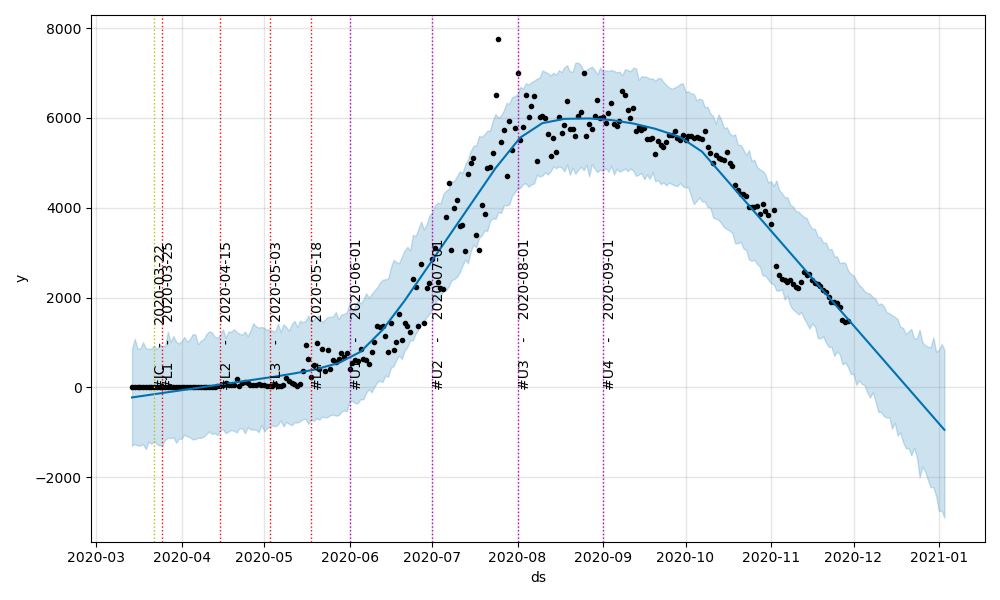 8000
6000
4000
2000
0
−2000
y
#JC - 2020-03-22
#L1 - 2020-03-25
#L2 - 2020-04-15
#L3 - 2020-05-03
#L4 - 2020-05-18
#U1 - 2020-06-01
#U2 - 2020-07-01
#U3 - 2020-08-01
#U4 - 2020-09-01
2020-03
2020-04
2020-05
2020-06
2020-07
2020-08
2020-09
2020-10
2020-11
2020-12
2021-01
ds